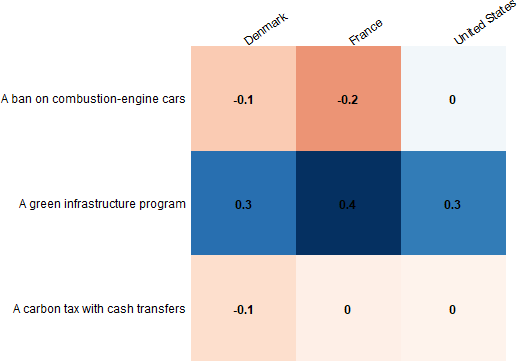 Denmark France United States
A ban on combustion-engine cars -0.1 -0.2 0
A green infrastructure program 0.3 0.4 0.3
A carbon tax with cash transfers -0.1 0 0